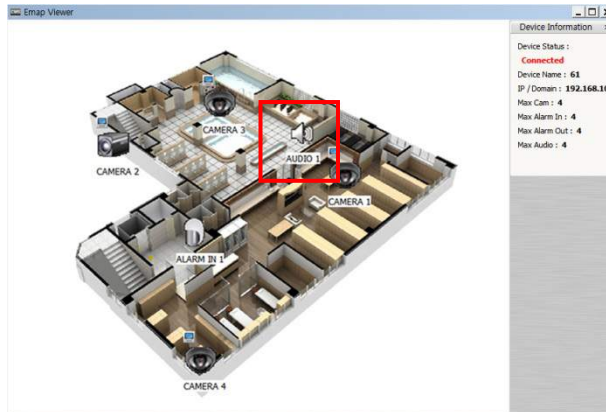 Emap Viewer
Device Information
Device Status :
Connected
Device Name : 61
IP / Domain : 192.168.10
Max Cam : 4
Max Alarm In : 4
Max Alarm Out : 4
Max Audio : 4
CAMERA 3
AUDIO 1
CAMERA 2
CAMERA 1
ALARM IN 1
CAMERA 4